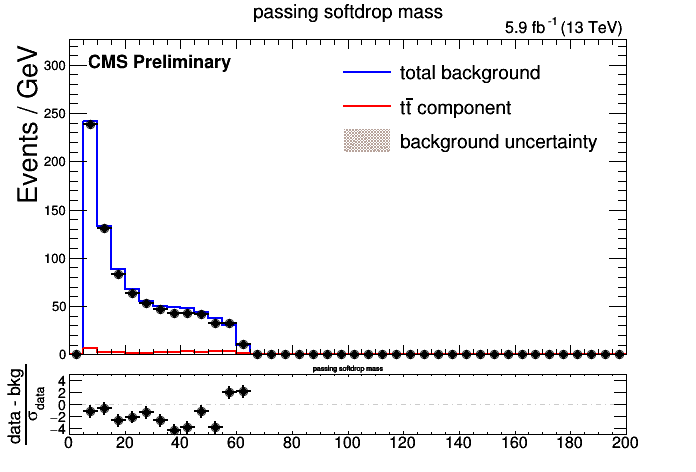 passing softdrop mass
5.9 fb⁻¹ (13 TeV)
CMS Preliminary
Events / GeV
total background
tt̄ component
background uncertainty
300
250
200
150
100
50
0
passing softdrop mass
data - bkg
σ_data
4
2
0
−2
−4
0 20 40 60 80 100 120 140 160 180 200